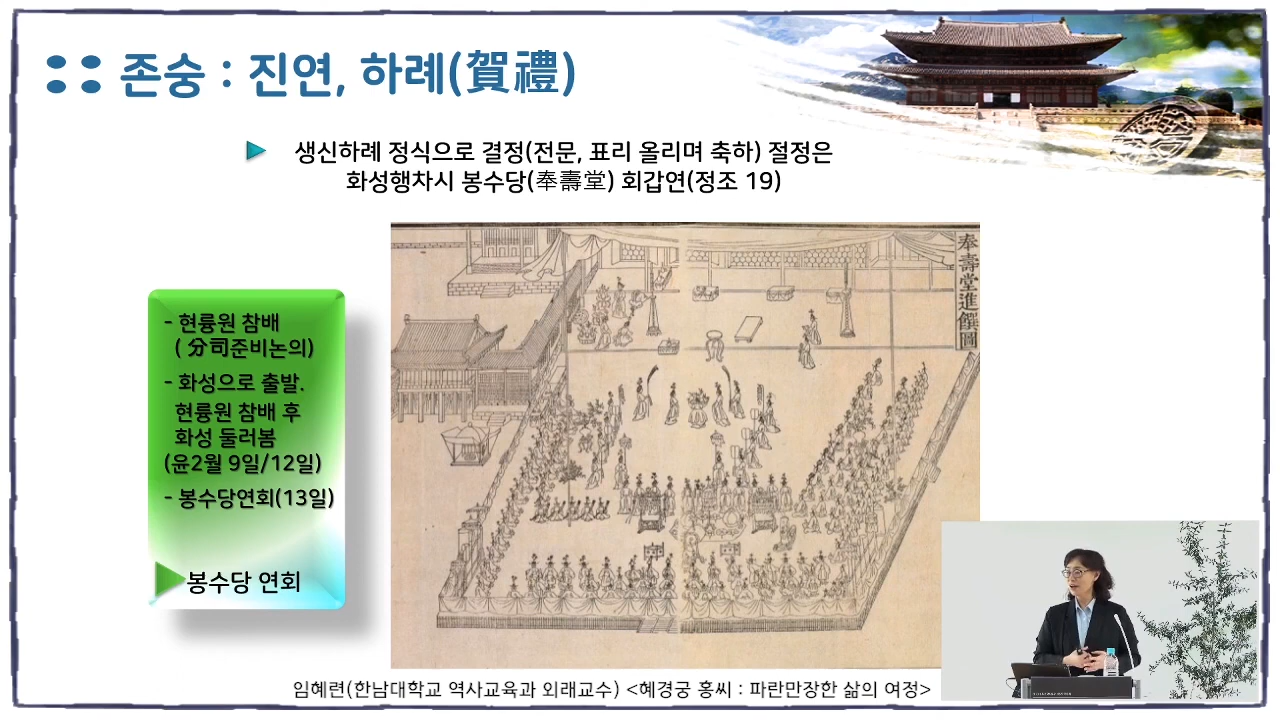 존숭 : 진연, 하례(賀禮)
생신하례 정식으로 결정(전문, 표리 올리며 축하) 절정은
화성행차시 봉수당(奉壽堂) 회갑연(정조 19)
奉壽堂進饌圖
- 현륭원 참배
( 分司준비논의)
- 화성으로 출발.
현륭원 참배 후
화성 둘러봄
(윤2월 9일/12일)
- 봉수당연회(13일)
봉수당 연회
임혜련(한남대학교 역사교육과 외래교수) <혜경궁 홍씨 : 파란만장한 삶의 여정>